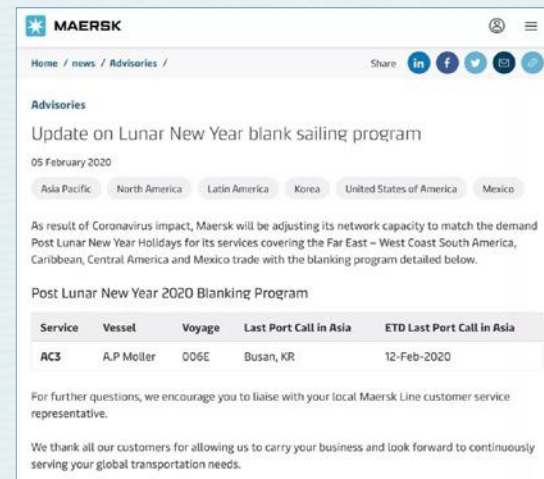 MAERSK
Home / news / Advisories /
Share in f
Advisories
Update on Lunar New Year blank sailing program
05 February 2020
Asia Pacific North America Latin America Korea United States of America Mexico
As result of Coronavirus impact, Maersk will be adjusting its network capacity to match the demand
Post Lunar New Year Holidays for its services covering the Far East – West Coast South America,
Caribbean, Central America and Mexico trade with the blanking program detailed below.
Post Lunar New Year 2020 Blanking Program
Service Vessel Voyage Last Port Call in Asia ETD Last Port Call in Asia
AC3 A.P Moller 006E Busan, KR 12-Feb-2020
For further questions, we encourage you to liaise with your local Maersk Line customer service
representative.
We thank all our customers for allowing us to carry your business and look forward to continuously
serving your global transportation needs.